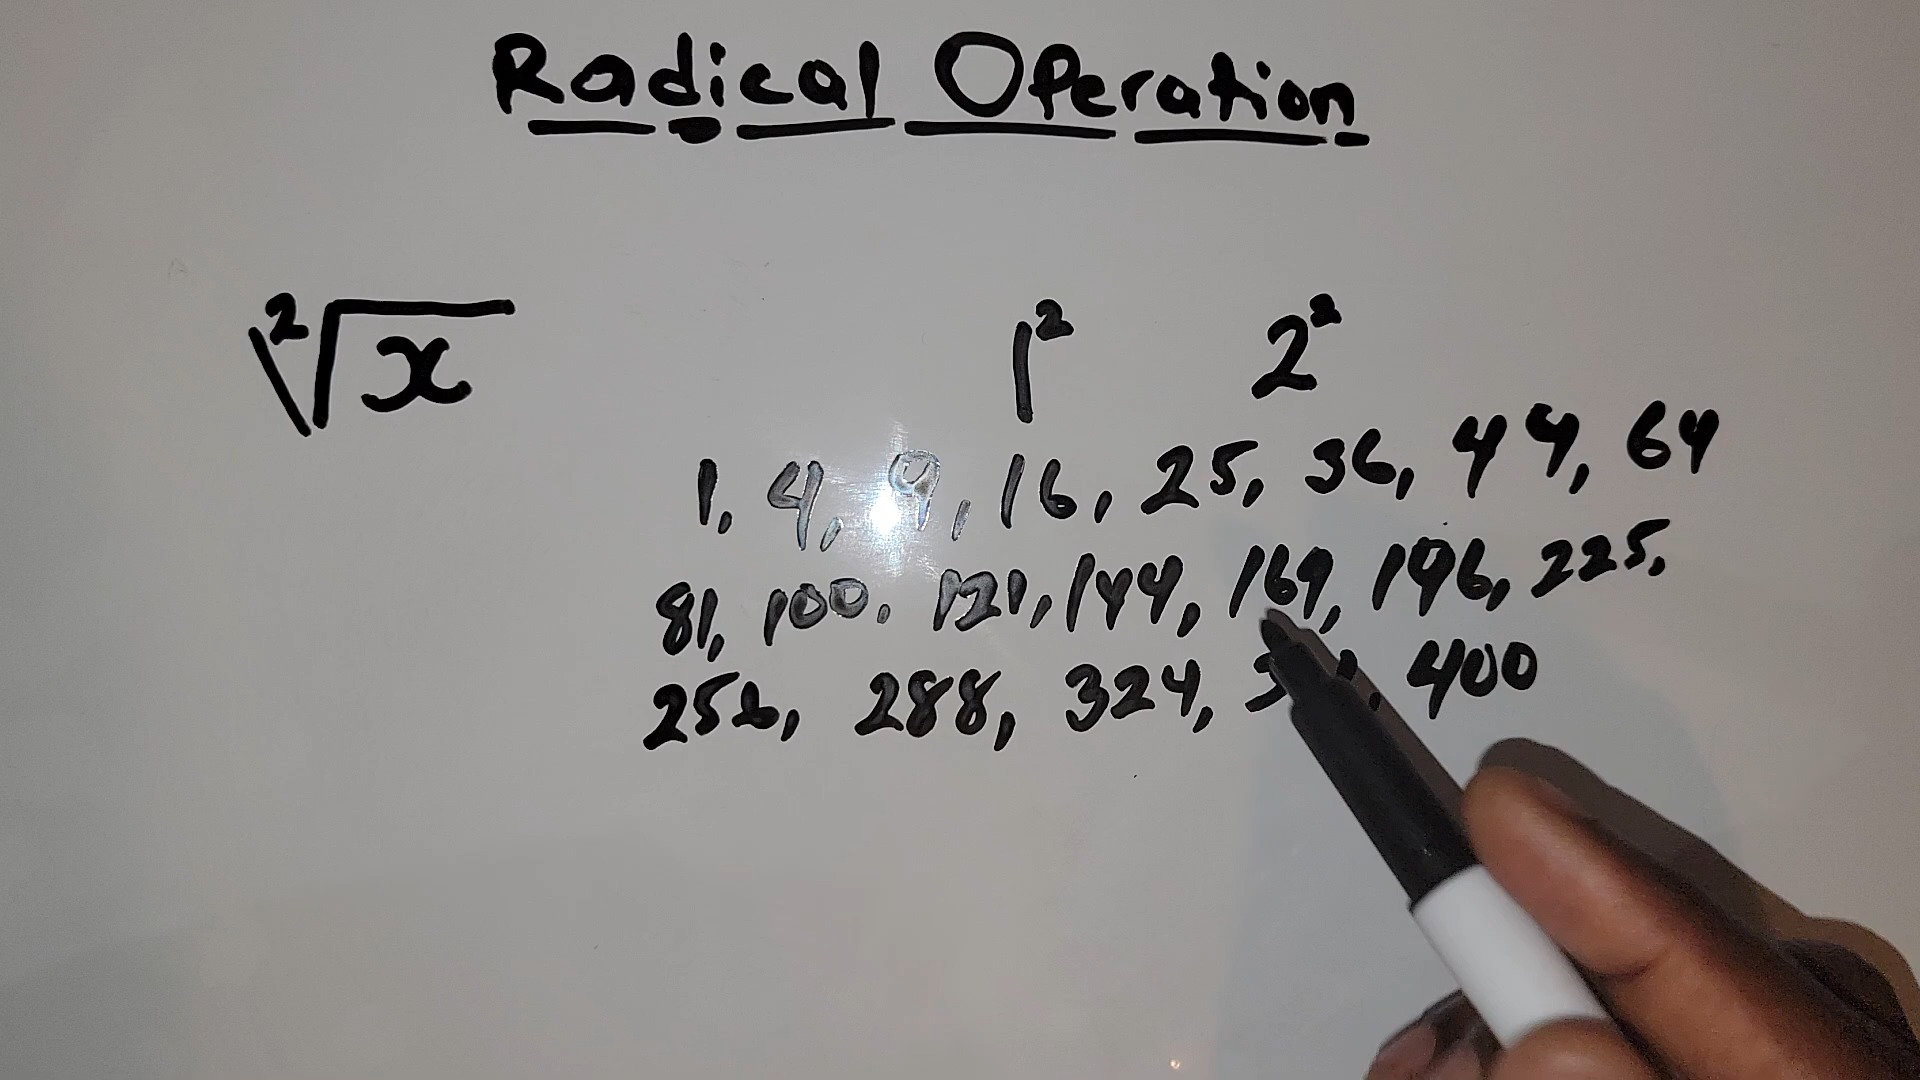 Radical Operation
²√x
1² 2²
1, 4, 9, 16, 25, 36, 44, 64
81, 100, 121, 144, 169, 196, 225,
256, 288, 324, 400